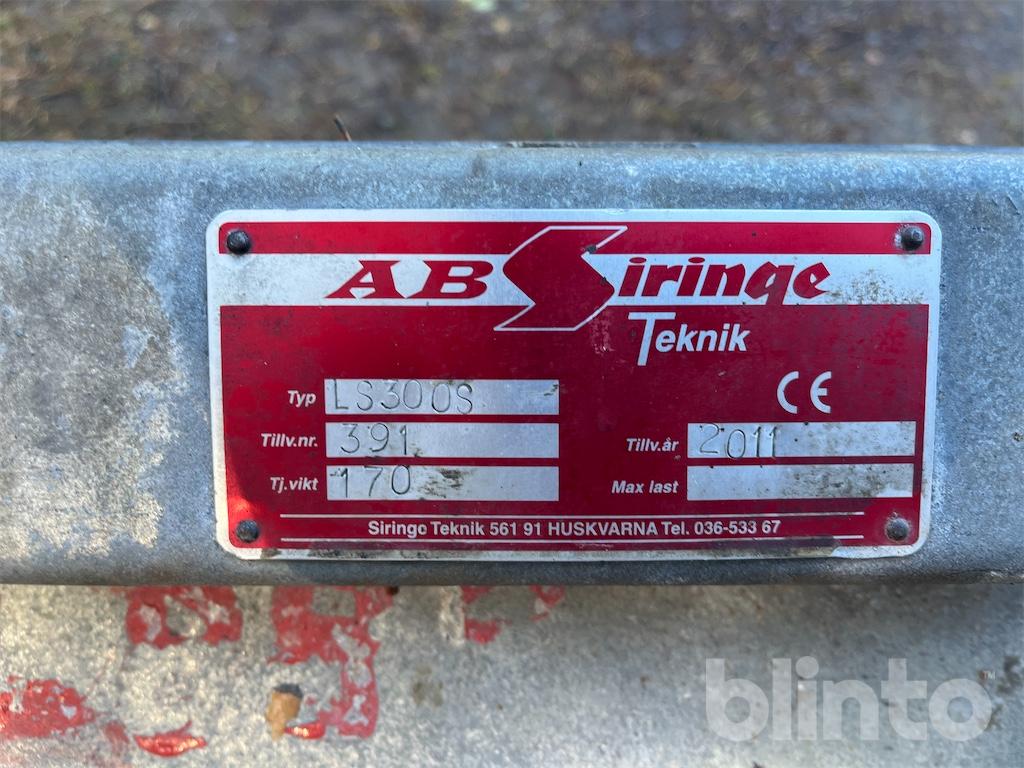 AB Siringe
Teknik
Typ LS300S
CE
Tillv.nr. 391
Tillv.år 2011
Tj.vikt 170
Max last
Siringe Teknik 561 91 HUSKVARNA Tel. 036-533 67
blinto